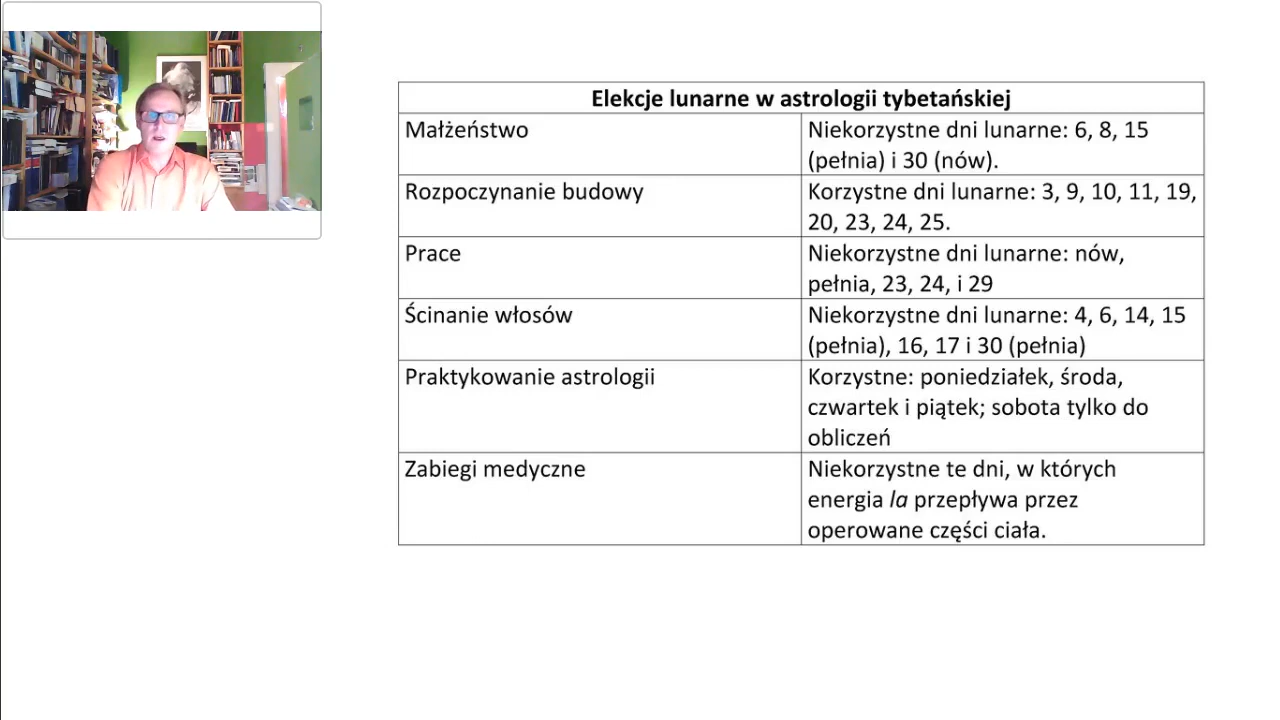 Elekcje lunarne w astrologii tybetańskiej
Małżeństwo
Niekorzystne dni lunarne: 6, 8, 15
(pełnia) i 30 (nów).
Rozpoczynanie budowy
Korzystne dni lunarne: 3, 9, 10, 11, 19,
20, 23, 24, 25.
Prace
Niekorzystne dni lunarne: nów,
pełnia, 23, 24, i 29
Ścinanie włosów
Niekorzystne dni lunarne: 4, 6, 14, 15
(pełnia), 16, 17 i 30 (pełnia)
Praktykowanie astrologii
Korzystne: poniedziałek, środa,
czwartek i piątek; sobota tylko do
obliczeń
Zabiegi medyczne
Niekorzystne te dni, w których
energia la przepływa przez
operowane części ciała.